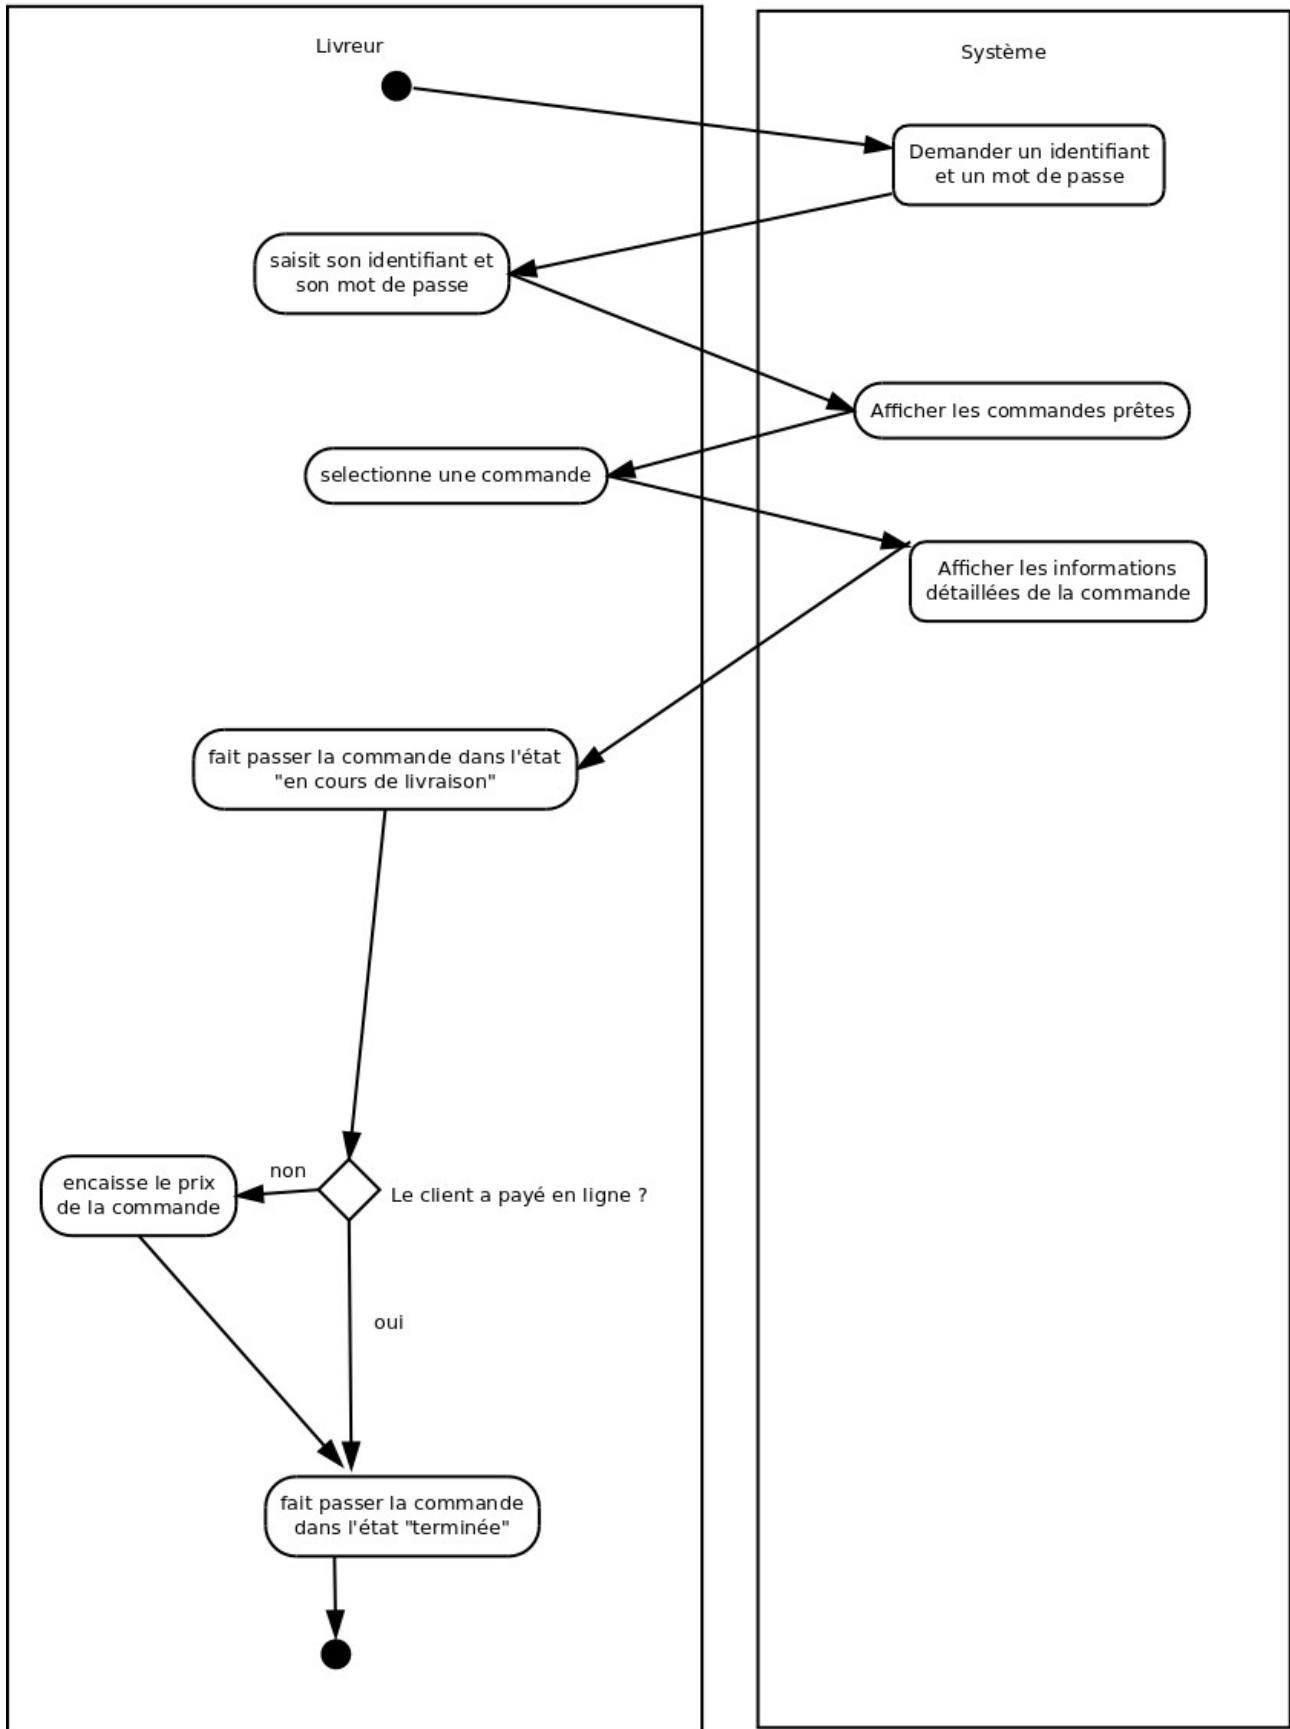 Livreur
Système
Demander un identifiant
et un mot de passe
saisit son identifiant et
son mot de passe
Afficher les commandes prêtes
selectionne une commande
Afficher les informations
détaillées de la commande
fait passer la commande dans l'état
"en cours de livraison"
non
encaisse le prix
de la commande
Le client a payé en ligne ?
oui
fait passer la commande
dans l'état "terminée"